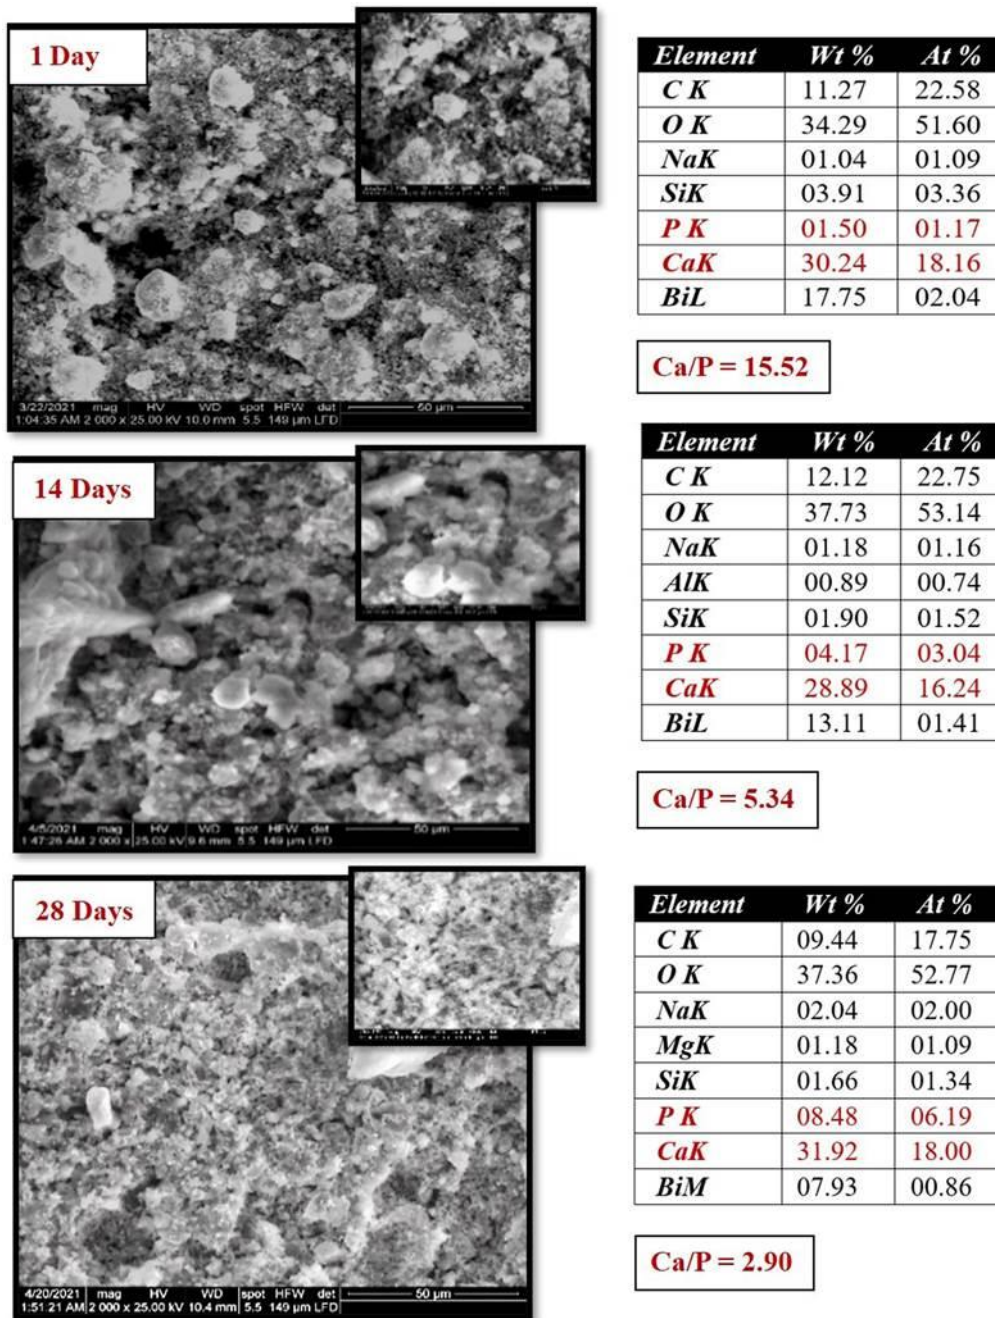 1 Day
3/22/2021 mag HV WD spot HFW det 50 µm
1:04:35 AM 2 000 x 25.00 kV 10.0 mm 5.5 149 µm LFD
Element Wt % At %
C K 11.27 22.58
O K 34.29 51.60
NaK 01.04 01.09
SiK 03.91 03.36
P K 01.50 01.17
CaK 30.24 18.16
BiL 17.75 02.04
Ca/P = 15.52
14 Days
4/5/2021 mag HV WD spot HFW det 50 µm
1:47:26 AM 2 000 x 25.00 kV 9.6 mm 5.5 149 µm LFD
Element Wt % At %
C K 12.12 22.75
O K 37.73 53.14
NaK 01.18 01.16
AlK 00.89 00.74
SiK 01.90 01.52
P K 04.17 03.04
CaK 28.89 16.24
BiL 13.11 01.41
Ca/P = 5.34
28 Days
4/20/2021 mag HV WD spot HFW det 50 µm
1:51:21 AM 2 000 x 25.00 kV 10.4 mm 5.5 149 µm LFD
Element Wt % At %
C K 09.44 17.75
O K 37.36 52.77
NaK 02.04 02.00
MgK 01.18 01.09
SiK 01.66 01.34
P K 08.48 06.19
CaK 31.92 18.00
BiM 07.93 00.86
Ca/P = 2.90